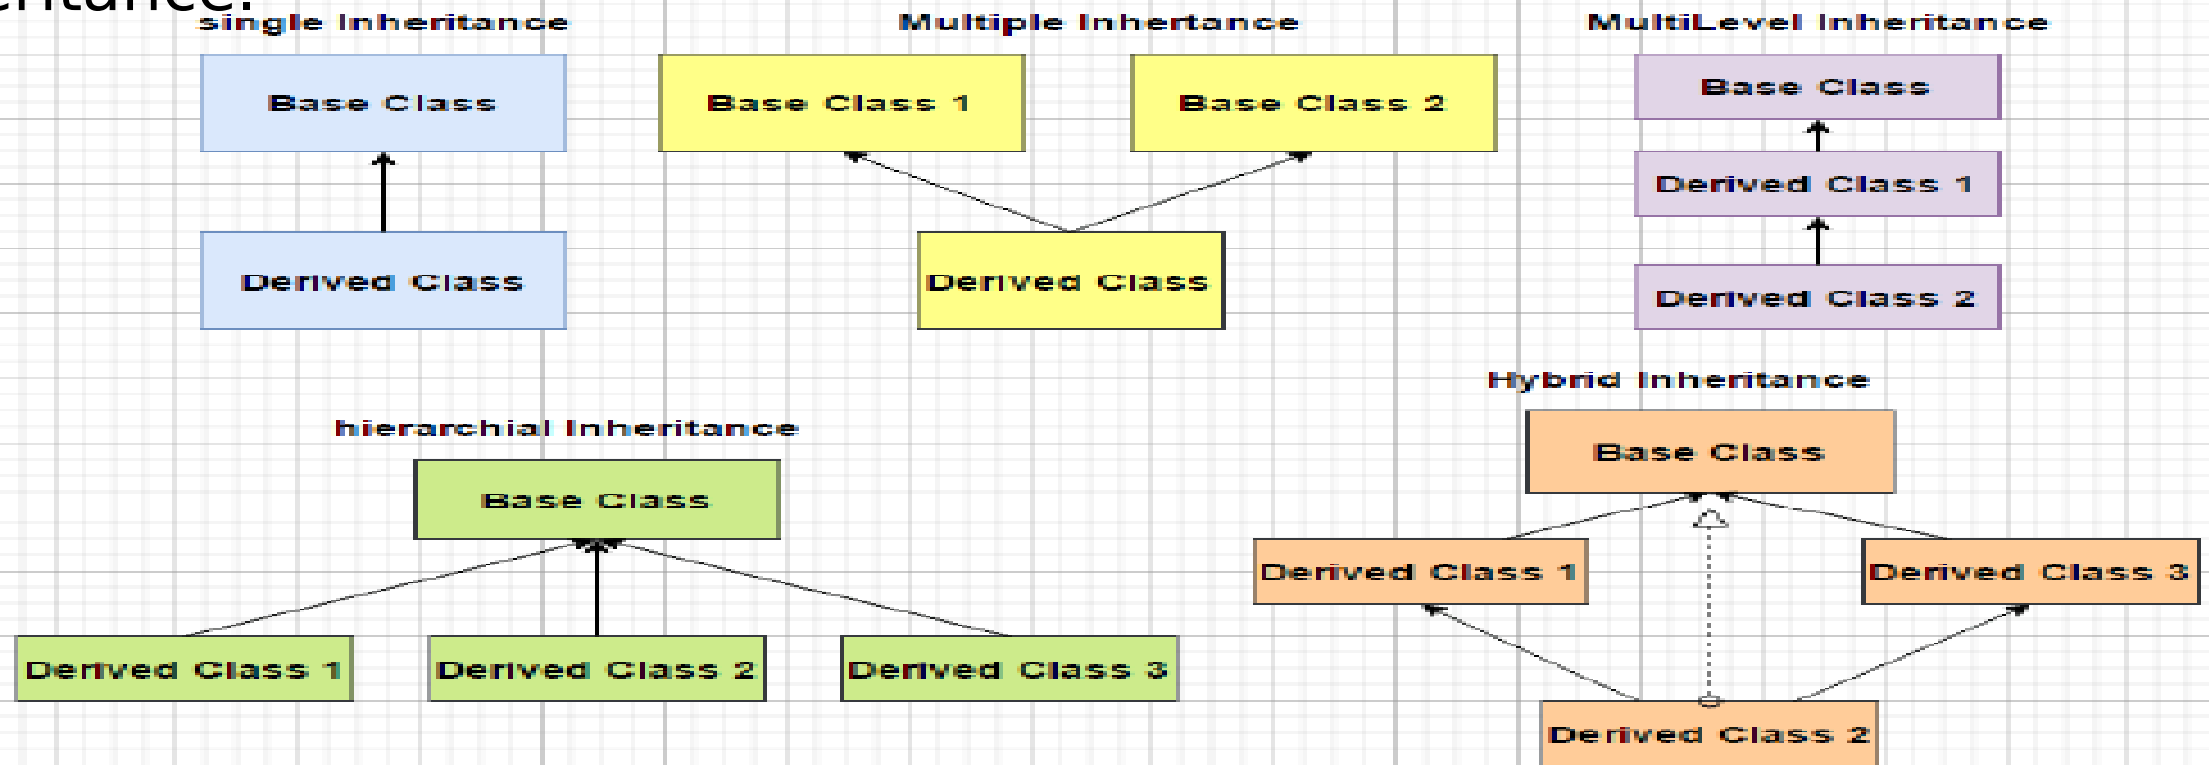 eritance.
single Inheritance
Multiple Inhertance
MultiLevel Inheritance
Base Class
Base Class 1
Base Class 2
Base Class
Derived Class 1
Derived Class
Derived Class
Derived Class 2
Hybrid Inheritance
hierarchial Inheritance
Base Class
Base Class
Derived Class 1
Derived Class 3
Derived Class 1
Derived Class 2
Derived Class 3
Derived Class 2